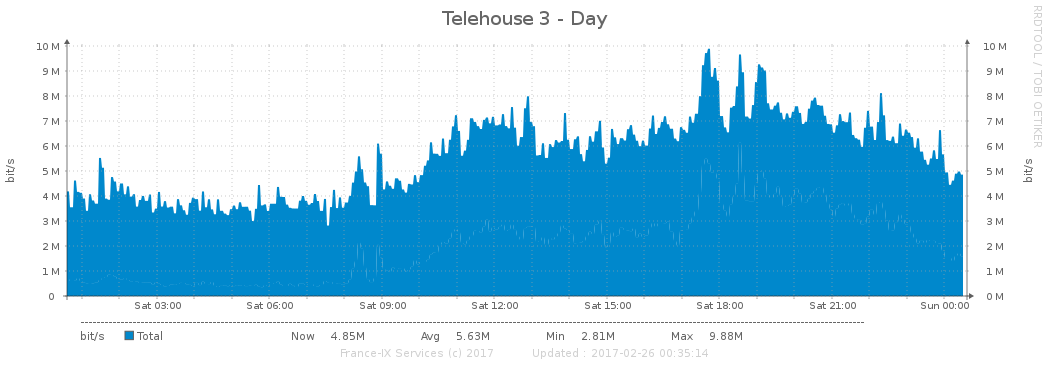 Telehouse 3 - Day
RRDTOOL / TOBI OETIKER
bit/s
10 M 10 M
9 M 9 M
8 M 8 M
7 M 7 M
6 M 6 M
5 M 5 M
4 M 4 M
3 M 3 M
2 M 2 M
1 M 1 M
0 0 M
bit/s
Sat 03:00 Sat 06:00 Sat 09:00 Sat 12:00 Sat 15:00 Sat 18:00 Sat 21:00 Sun 00:00
bit/s Total Now 4.85M Avg 5.63M Min 2.81M Max 9.88M
France-IX Services (c) 2017 Updated : 2017-02-26 00:35:14